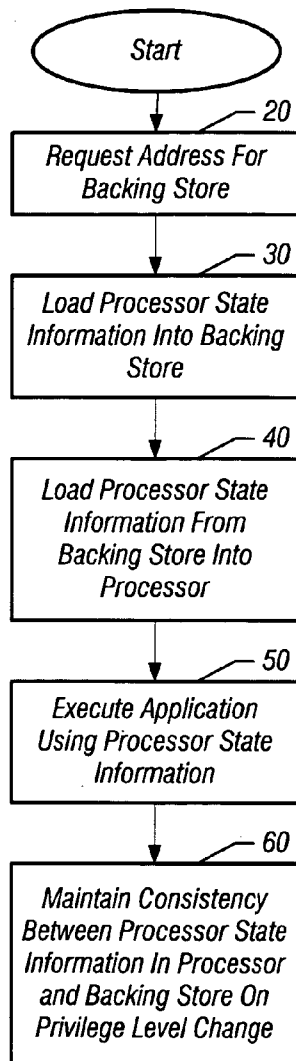 Start
20
Request Address For
Backing Store
30
Load Processor State
Information Into Backing
Store
40
Load Processor State
Information From
Backing Store Into
Processor
50
Execute Application
Using Processor State
Information
60
Maintain Consistency
Between Processor State
Information In Processor
and Backing Store On
Privilege Level Change